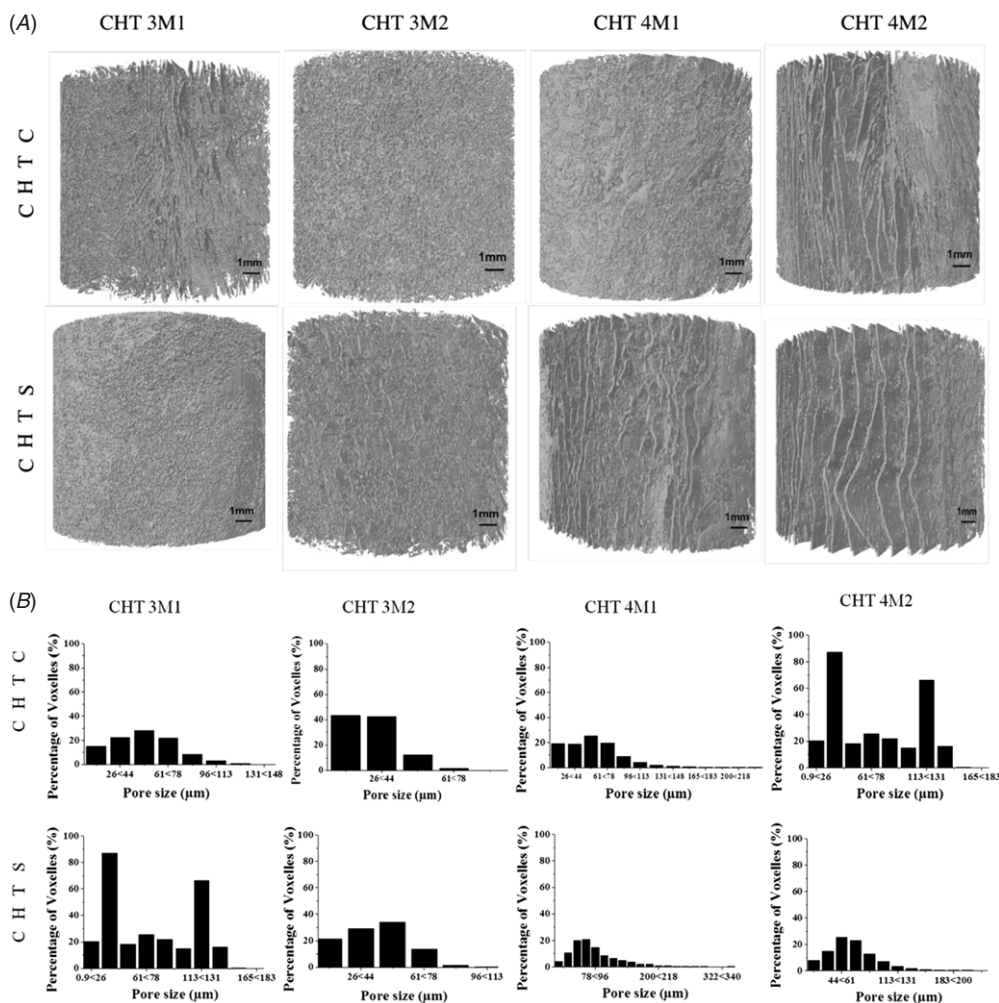 (A)
CHT 3M1 CHT 3M2 CHT 4M1 CHT 4M2
C H T C
1mm 1mm 1mm 1mm
C H T S
1mm 1mm 1mm 1mm
(B)
CHT 3M1 CHT 3M2 CHT 4M1 CHT 4M2
C H T C
Percentage of Voxelles (%)
100
80
60
40
20
0
26<44 61<78 96<113 131<148
Pore size (µm)
Percentage of Voxelles (%)
100
80
60
40
20
0
26<44 61<78
Pore size (µm)
Percentage of Voxelles (%)
100
80
60
40
20
0
26<44 61<78 96<113 131<148 165<183 200<218
Pore size (µm)
Percentage of Voxelles (%)
100
80
60
40
20
0
0.9<26 61<78 113<131 165<183
Pore size (µm)
C H T S
Percentage of Voxelles (%)
100
80
60
40
20
0
0.9<26 61<78 113<131 165<183
Pore size (µm)
Percentage of Voxelles (%)
100
80
60
40
20
0
26<44 61<78 96<113
Pore size (µm)
Percentage of Voxelles (%)
100
80
60
40
20
0
78<96 200<218 322<340
Pore size (µm)
Percentage of Voxelles (%)
100
80
60
40
20
0
44<61 113<131 183<200
Pore size (µm)